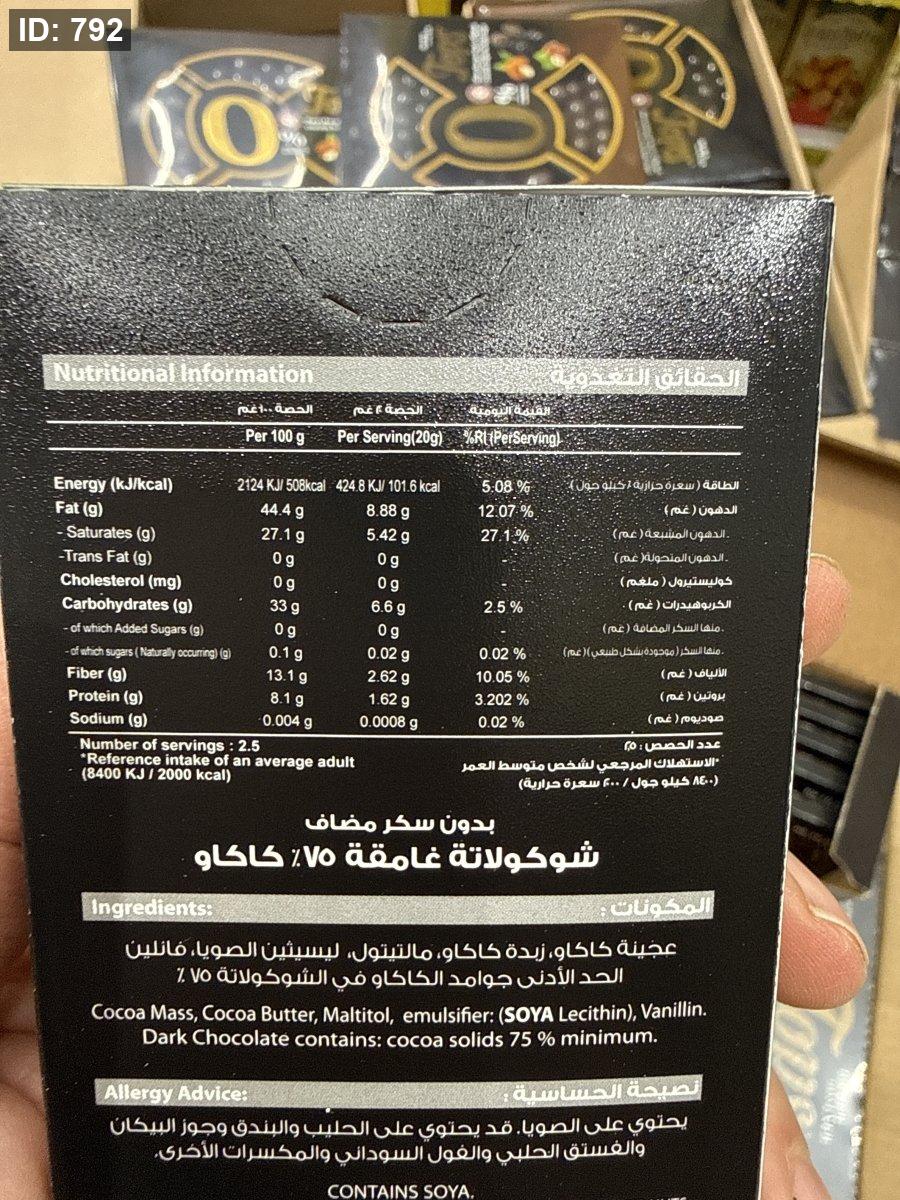 ID: 792
Nutritional Information الحقائق التغذوية
الحصة ١٠٠غم الحصة ٢٠ غم القيمة اليومية
Per 100 g Per Serving(20g) %RI (PerServing)
Energy (kJ/kcal) 2124 KJ/ 508kcal 424.8 KJ/ 101.6 kcal 5.08 % الطاقة (سعرة حرارية / كيلو جول)
Fat (g) 44.4 g 8.88 g 12.07 % الدهون (غم)
- Saturates (g) 27.1 g 5.42 g 27.1 % -الدهون المشبعة (غم)
-Trans Fat (g) 0 g 0 g - -الدهون المتحولة( غم)
Cholesterol (mg) 0 g 0 g - كوليستيرول (ملغم)
Carbohydrates (g) 33 g 6.6 g 2.5 % الكربوهيدرات (غم)
- of which Added Sugars (g) 0 g 0 g - -منها السكر المضافة (غم)
- of which sugars ( Naturally occurring) (g) 0.1 g 0.02 g 0.02 % -منها السكر( موجودة بشكل طبيعي)( غم)
Fiber (g) 13.1 g 2.62 g 10.05 % الألياف (غم)
Protein (g) 8.1 g 1.62 g 3.202 % بروتين (غم)
Sodium (g) 0.004 g 0.0008 g 0.02 % صوديوم (غم)
Number of servings : 2.5 عدد الحصص : ٢٫٥
*Reference intake of an average adult *الاستهلاك المرجعي لشخص متوسط العمر
(8400 KJ / 2000 kcal) (٨٤٠٠ كيلو جول / ٢٠٠٠ سعرة حرارية)
بدون سكر مضاف
شوكولاتة غامقة ٧٥٪ كاكاو
Ingredients: المكونات :
عجينة كاكاو، زبدة كاكاو، مالتيتول، ليسيثين الصويا، فانلين
الحد الأدنى جوامد الكاكاو في الشوكولاتة ٧٥ ٪
Cocoa Mass, Cocoa Butter, Maltitol, emulsifier: (SOYA Lecithin), Vanillin.
Dark Chocolate contains: cocoa solids 75 % minimum.
Allergy Advice: نصيحة الحساسية :
يحتوي على الصويا. قد يحتوي على الحليب والبندق وجوز البيكان
والفستق الحلبي والفول السوداني والمكسرات الأخرى.
CONTAINS SOYA.